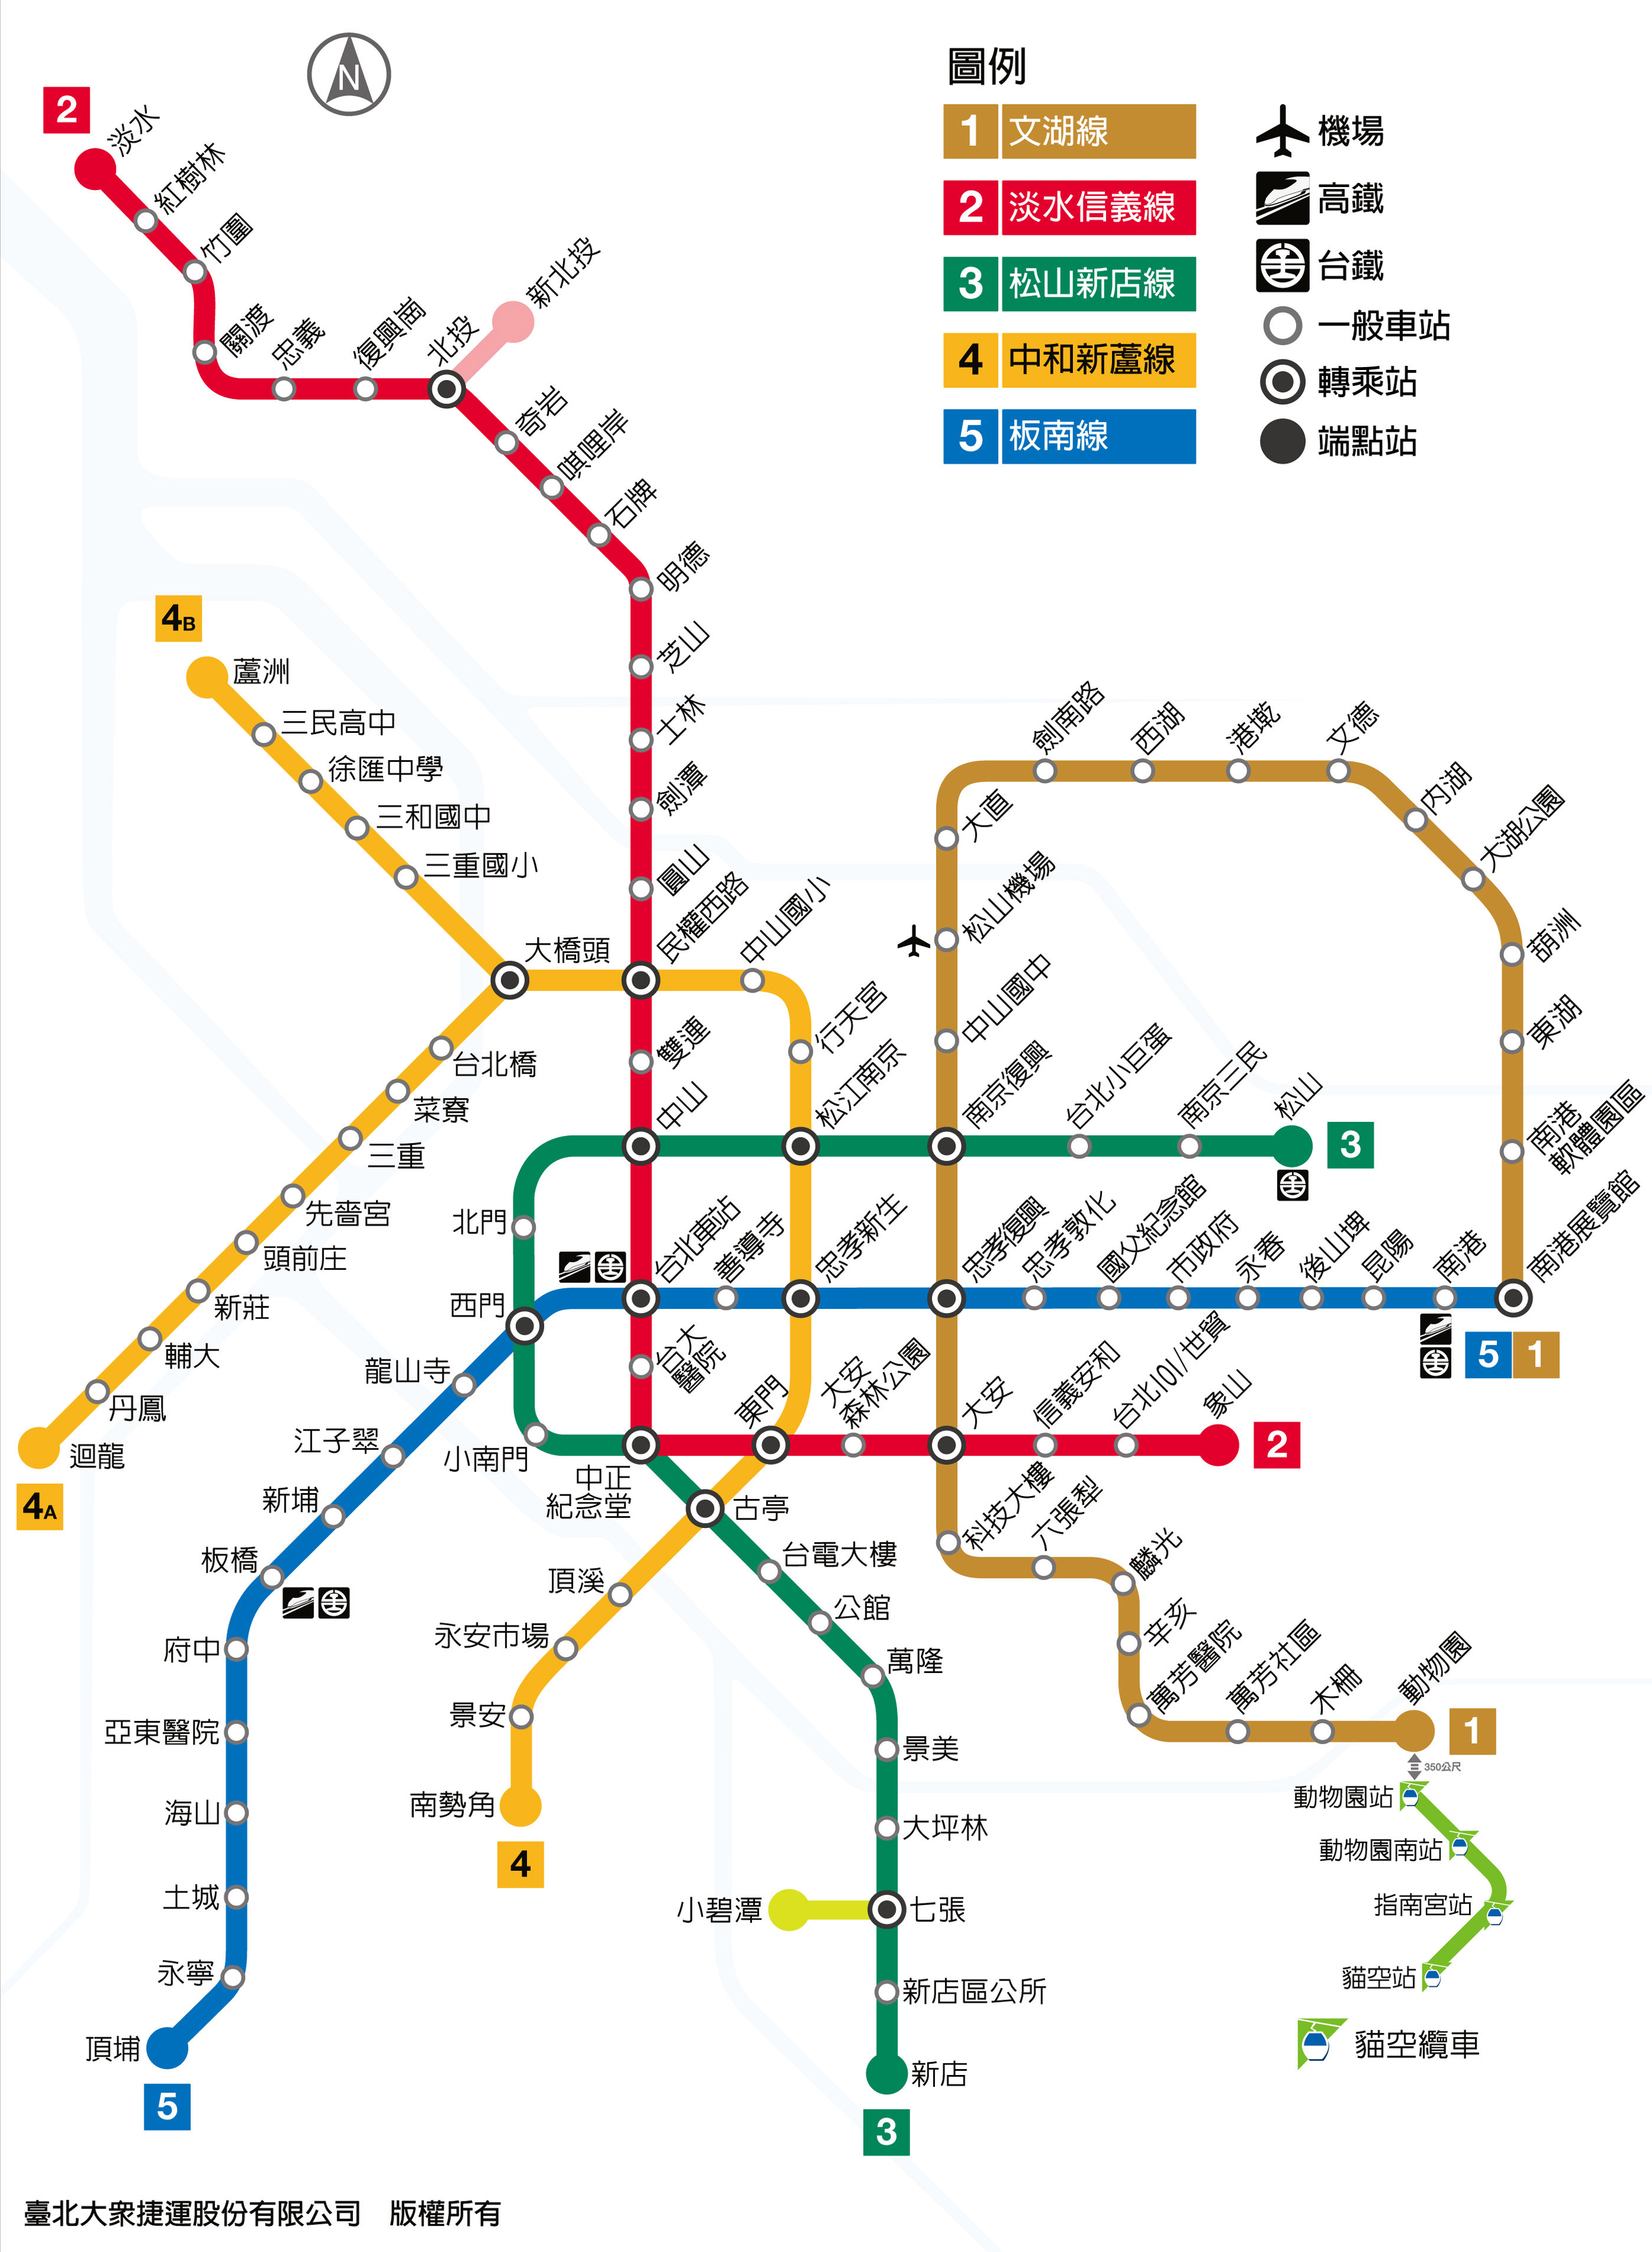 N
圖例
1 文湖線
2 淡水信義線
3 松山新店線
4 中和新蘆線
5 板南線
機場
高鐵
台鐵
一般車站
轉乘站
端點站
2
淡水
紅樹林
竹圍
關渡
忠義
復興崗
北投
新北投
奇岩
唭哩岸
石牌
明德
芝山
士林
劍潭
圓山
民權西路
雙連
中山
台北車站
台大
醫院
中正
紀念堂
東門
大安
森林公園
大安
信義安和
台北101/世貿
象山
2
4B
蘆洲
三民高中
徐匯中學
三和國中
三重國小
大橋頭
台北橋
菜寮
三重
先嗇宮
頭前庄
新莊
輔大
丹鳳
迴龍
4A
中山國小
行天宮
松江南京
忠孝新生
古亭
頂溪
永安市場
景安
南勢角
4
劍南路
西湖
港墘
文德
內湖
大湖公園
葫洲
東湖
南港
軟體園區
南港展覽館
5 1
大直
松山機場
中山國中
南京復興
忠孝復興
科技大樓
六張犁
麟光
辛亥
萬芳醫院
萬芳社區
木柵
動物園
1
台北小巨蛋
南京三民
松山
3
北門
西門
小南門
台電大樓
公館
萬隆
景美
大坪林
七張
小碧潭
新店區公所
新店
3
善導寺
忠孝敦化
國父紀念館
市政府
永春
後山埤
昆陽
南港
龍山寺
江子翠
新埔
板橋
府中
亞東醫院
海山
土城
永寧
頂埔
5
350公尺
動物園站
動物園南站
指南宮站
貓空站
貓空纜車
臺北大眾捷運股份有限公司　版權所有